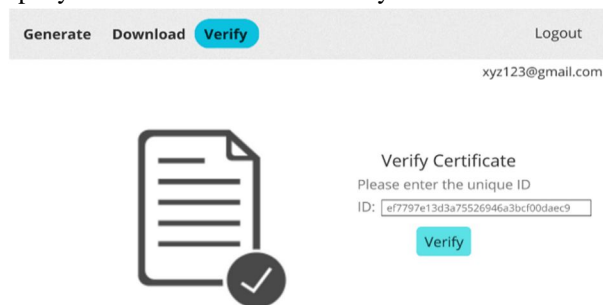 Generate Download Verify Logout
xyz123@gmail.com
Verify Certificate
Please enter the unique ID
ID: ef7797e13d3a75526946a3bcf00daec9
Verify